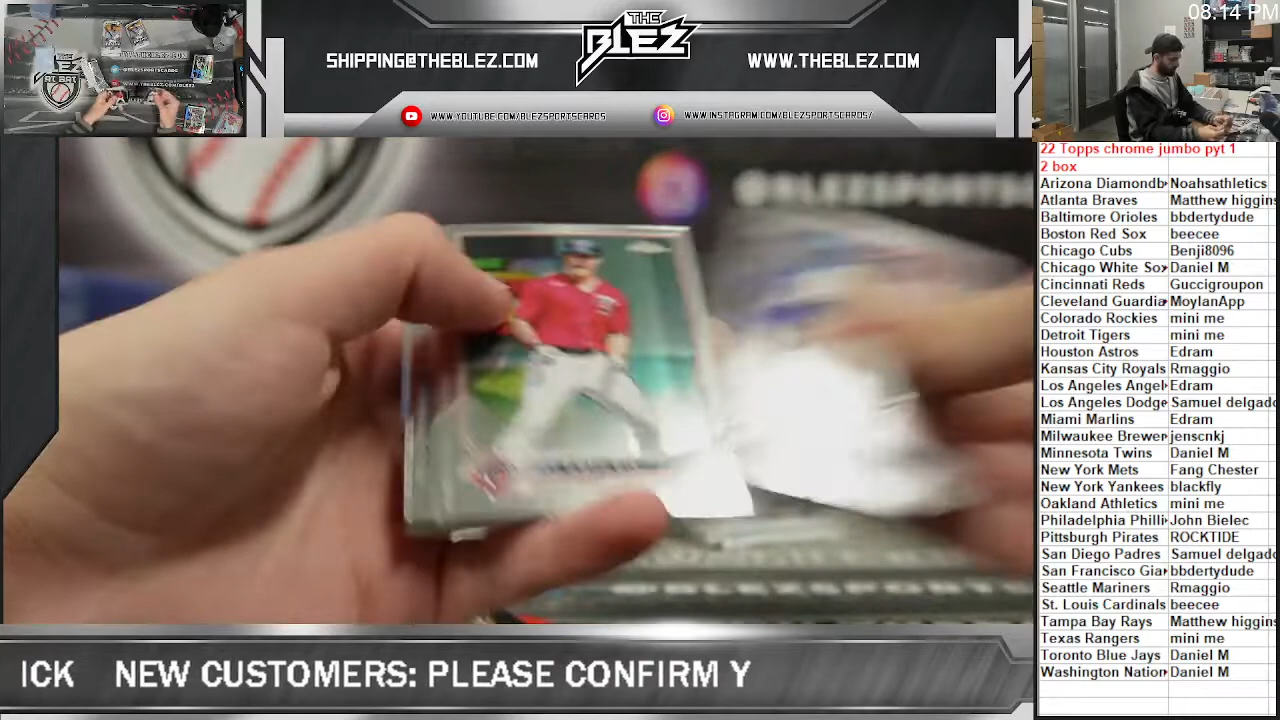 08:14 PM
THE
BLEZ
SHIPPING@THEBLEZ.COM
WWW.THEBLEZ.COM
WWW.YOUTUBE.COM/BLEZSPORTSCARDS
WWW.INSTAGRAM.COM/BLEZSPORTSCARDS/
THE BLEZ
AT BAT
@BLEZSPORTSC
22 Topps chrome jumbo pyt 1
2 box
Arizona Diamondb Noahsathletics
Atlanta Braves Matthew higgins
Baltimore Orioles bbdertydude
Boston Red Sox beecee
Chicago Cubs Benji8096
Chicago White Sox Daniel M
Cincinnati Reds Guccigroupon
Cleveland Guardia MoylanApp
Colorado Rockies mini me
Detroit Tigers mini me
Houston Astros Edram
Kansas City Royals Rmaggio
Los Angeles Angel Edram
Los Angeles Dodge Samuel delgado
Miami Marlins Edram
Milwaukee Brewer jenscnkj
Minnesota Twins Daniel M
New York Mets Fang Chester
New York Yankees blackfly
Oakland Athletics mini me
Philadelphia Philli John Bielec
Pittsburgh Pirates ROCKTIDE
San Diego Padres Samuel delgado
San Francisco Gia bbdertydude
Seattle Mariners Rmaggio
St. Louis Cardinals beecee
Tampa Bay Rays Matthew higgins
Texas Rangers mini me
Toronto Blue Jays Daniel M
Washington Nation Daniel M
ICK NEW CUSTOMERS: PLEASE CONFIRM Y